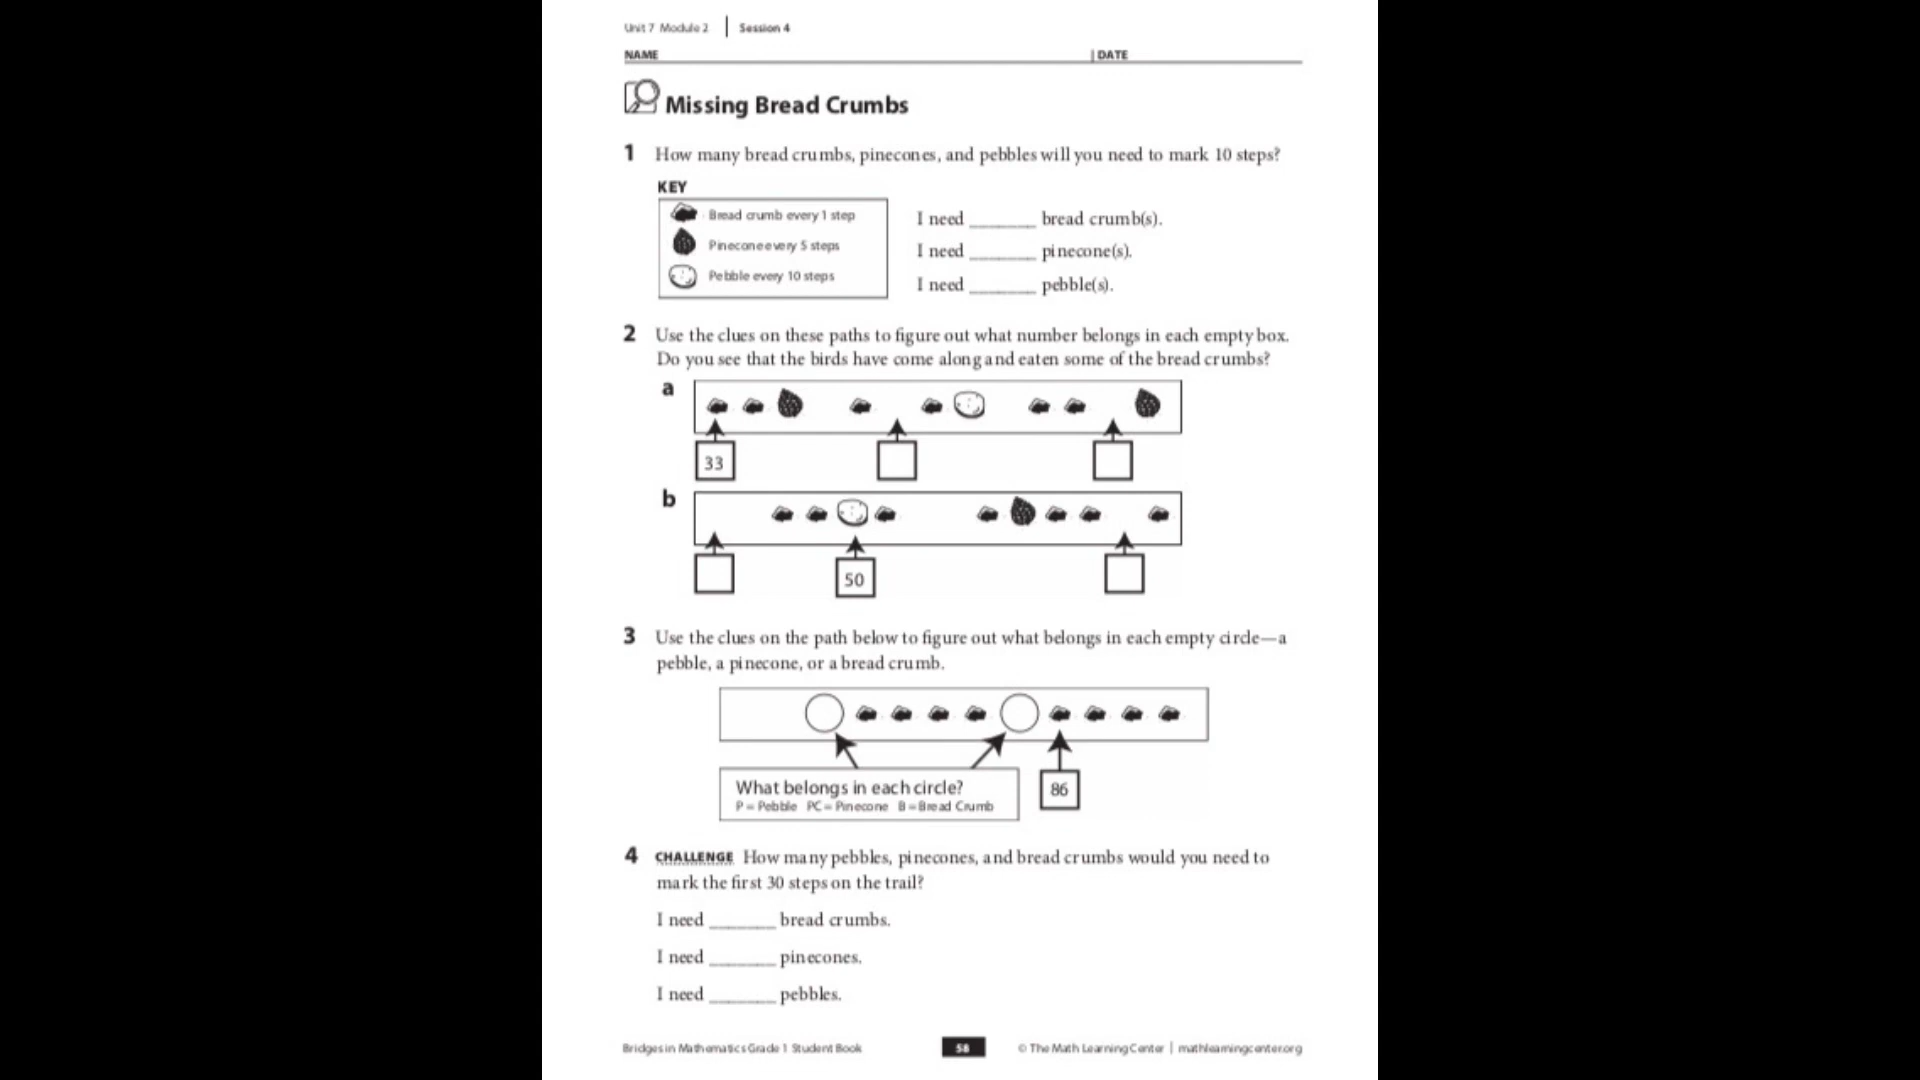 Unit 7 Module 2 | Session 4
NAME | DATE
Missing Bread Crumbs
1 How many bread crumbs, pinecones, and pebbles will you need to mark 10 steps?
KEY
Bread crumb every 1 step
Pinecone every 5 steps
Pebble every 10 steps
I need ______ bread crumb(s).
I need ______ pinecone(s).
I need ______ pebble(s).
2 Use the clues on these paths to figure out what number belongs in each empty box.
Do you see that the birds have come along and eaten some of the bread crumbs?
a
33
b
50
3 Use the clues on the path below to figure out what belongs in each empty circle—a
pebble, a pinecone, or a bread crumb.
What belongs in each circle?
P = Pebble PC = Pinecone B = Bread Crumb
86
4 CHALLENGE How many pebbles, pinecones, and bread crumbs would you need to
mark the first 30 steps on the trail?
I need ______ bread crumbs.
I need ______ pinecones.
I need ______ pebbles.
Bridges in Mathematics Grade 1 Student Book 58 © The Math Learning Center | mathlearningcenter.org